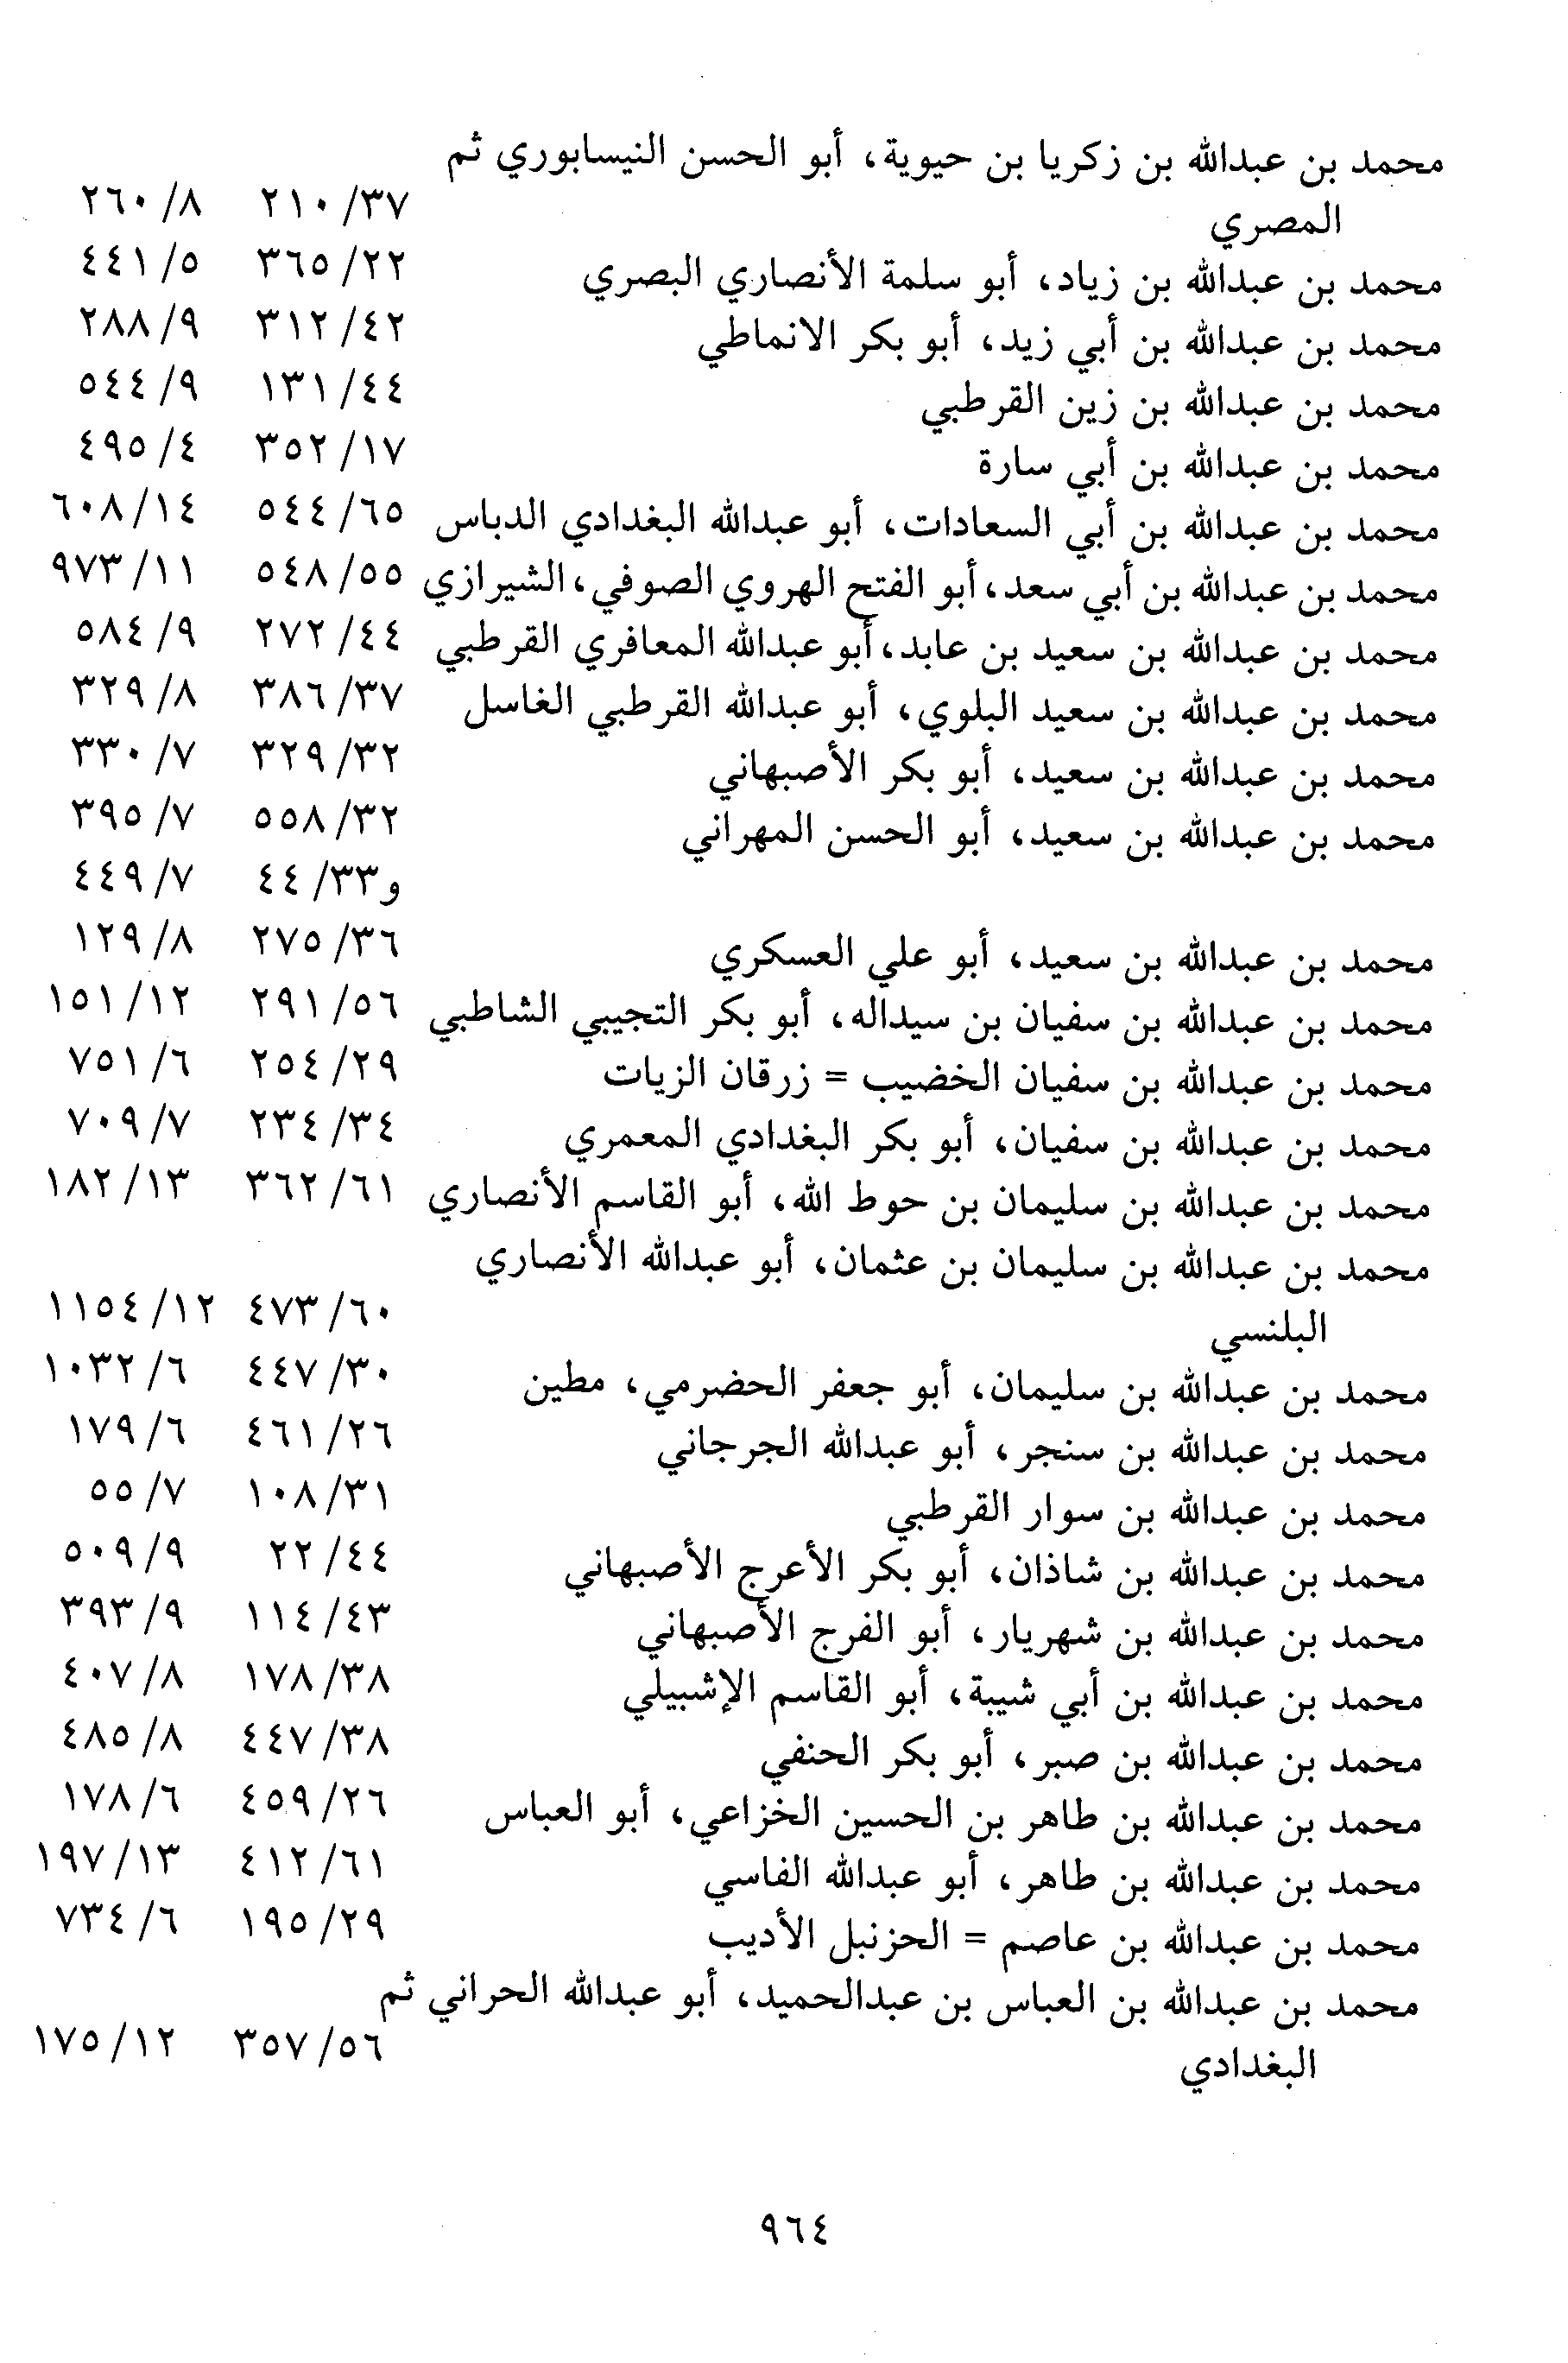 محمد بن عبدالله بن زكريا بن حيوية، أبو الحسن النيسابوري ثم
المصري ٣٧/ ٢١٠ ٨/ ٢٦٠
محمد بن عبدالله بن زياد، أبو سلمة الأنصاري البصري ٢٢/ ٣٦٥ ٥/ ٤٤١
محمد بن عبدالله بن أبي زيد، أبو بكر الانماطي ٤٢/ ٣١٢ ٩/ ٢٨٨
محمد بن عبدالله بن زين القرطبي ٤٤/ ١٣١ ٩/ ٥٤٤
محمد بن عبدالله بن أبي سارة ١٧/ ٣٥٢ ٤/ ٤٩٥
محمد بن عبدالله بن أبي السعادات، أبو عبدالله البغدادي الدباس ٦٥/ ٥٤٤ ١٤/ ٦٠٨
محمد بن عبدالله بن أبي سعد، أبو الفتح الهروي الصوفي، الشيرازي ٥٥/ ٥٤٨ ١١/ ٩٧٣
محمد بن عبدالله بن سعيد بن عابد، أبو عبدالله المعافري القرطبي ٤٤/ ٢٧٢ ٩/ ٥٨٤
محمد بن عبدالله بن سعيد البلوي، أبو عبدالله القرطبي الغاسل ٣٧/ ٣٨٦ ٨/ ٣٢٩
محمد بن عبدالله بن سعيد، أبو بكر الأصبهاني ٣٢/ ٣٢٩ ٧/ ٣٣٠
محمد بن عبدالله بن سعيد، أبو الحسن المهراني ٣٢/ ٥٥٨ ٧/ ٣٩٥
و٣٣/ ٤٤ ٧/ ٤٤٩
محمد بن عبدالله بن سعيد، أبو علي العسكري ٣٦/ ٢٧٥ ٨/ ١٢٩
محمد بن عبدالله بن سفيان بن سيداله، أبو بكر التجيبي الشاطبي ٥٦/ ٢٩١ ١٢/ ١٥١
محمد بن عبدالله بن سفيان الخضيب = زرقان الزيات ٢٩/ ٢٥٤ ٦/ ٧٥١
محمد بن عبدالله بن سفيان، أبو بكر البغدادي المعمري ٣٤/ ٢٣٤ ٧/ ٧٠٩
محمد بن عبدالله بن سليمان بن حوط الله، أبو القاسم الأنصاري ٦١/ ٣٦٢ ١٣/ ١٨٢
محمد بن عبدالله بن سليمان بن عثمان، أبو عبدالله الأنصاري
البلنسي ٦٠/ ٤٧٣ ١٢/ ١١٥٤
محمد بن عبدالله بن سليمان، أبو جعفر الحضرمي، مطين ٣٠/ ٤٤٧ ٦/ ١٠٣٢
محمد بن عبدالله بن سنجر، أبو عبدالله الجرجاني ٢٦/ ٤٦١ ٦/ ١٧٩
محمد بن عبدالله بن سوار القرطبي ٣١/ ١٠٨ ٧/ ٥٥
محمد بن عبدالله بن شاذان، أبو بكر الأعرج الأصبهاني ٤٤/ ٢٢ ٩/ ٥٠٩
محمد بن عبدالله بن شهريار، أبو الفرج الأصبهاني ٤٣/ ١١٤ ٩/ ٣٩٣
محمد بن عبدالله بن أبي شيبة، أبو القاسم الإشبيلي ٣٨/ ١٧٨ ٨/ ٤٠٧
محمد بن عبدالله بن صبر، أبو بكر الحنفي ٣٨/ ٤٤٧ ٨/ ٤٨٥
محمد بن عبدالله بن طاهر بن الحسين الخزاعي، أبو العباس ٢٦/ ٤٥٩ ٦/ ١٧٨
محمد بن عبدالله بن طاهر، أبو عبدالله الفاسي ٦١/ ٤١٢ ١٣/ ١٩٧
محمد بن عبدالله بن عاصم = الحزنبل الأديب ٢٩/ ١٩٥ ٦/ ٧٣٤
محمد بن عبدالله بن العباس بن عبدالحميد، أبو عبدالله الحراني ثم
البغدادي ٥٦/ ٣٥٧ ١٢/ ١٧٥
٩٦٤